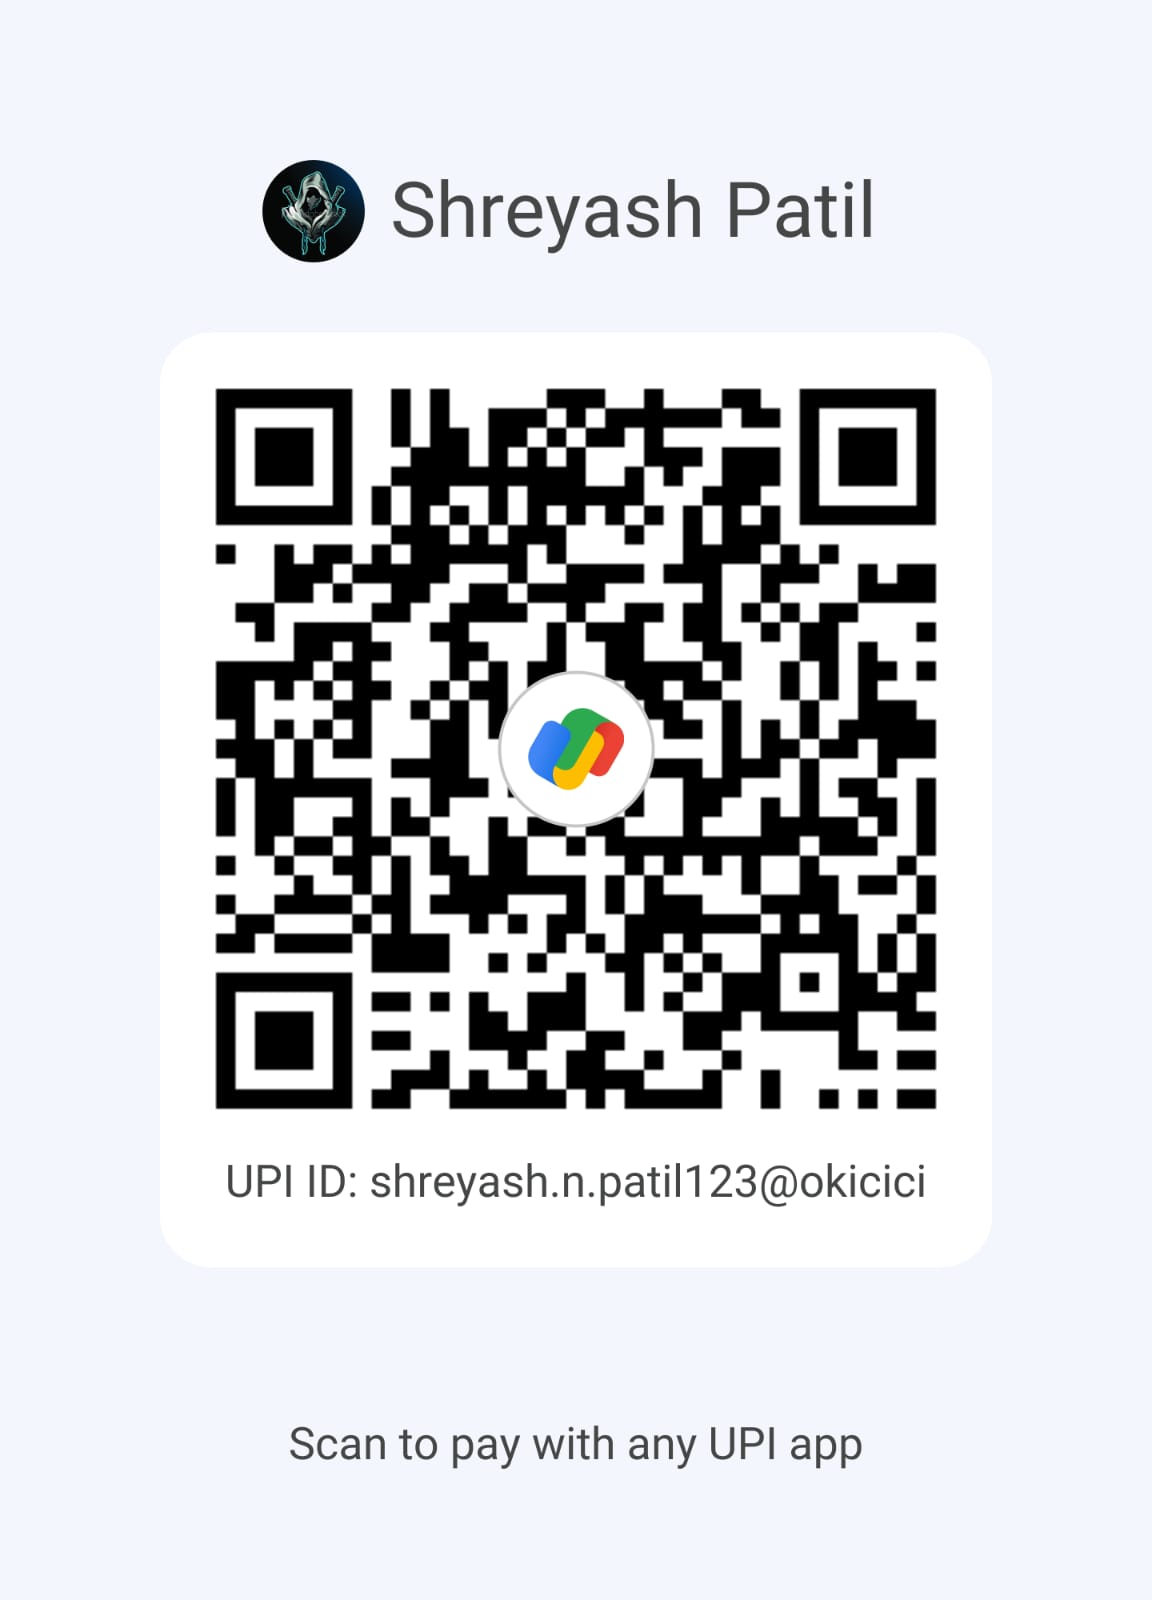 Shreyash Patil
UPI ID: shreyash.n.patil123@okicici
Scan to pay with any UPI app